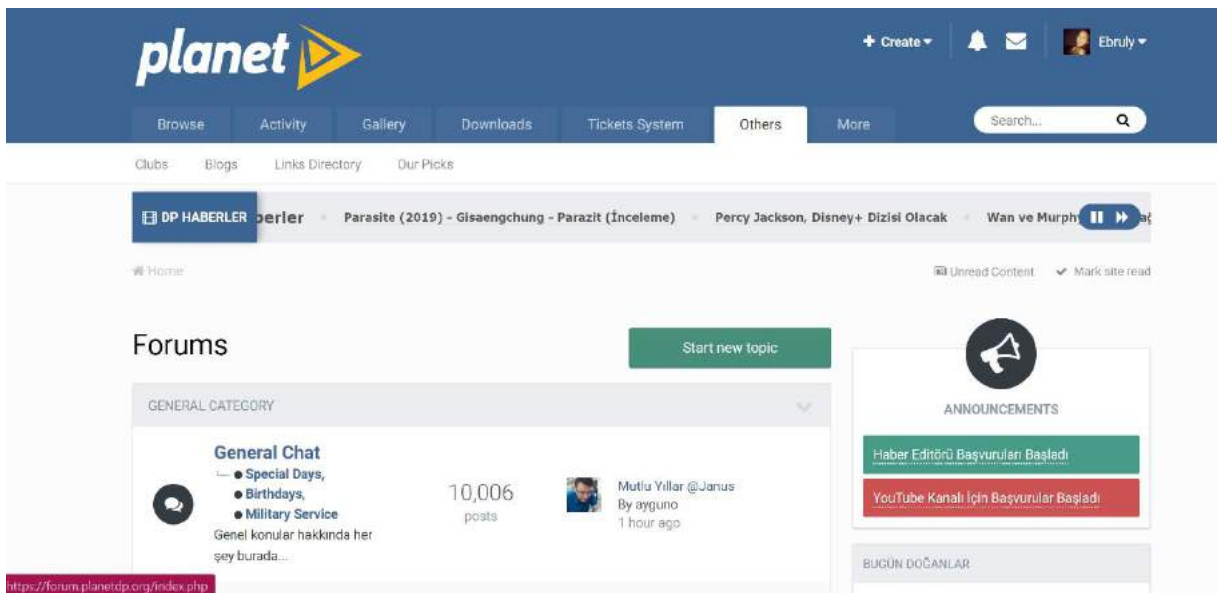 planet
Create
Ebruly
Browse Activity Gallery Downloads Tickets System Others More Search...
Clubs Blogs Links Directory Our Picks
DP HABERLER berler Parasite (2019) - Gisaengchung - Parazit (İnceleme) Percy Jackson, Disney+ Dizisi Olacak Wan ve Murphy
Home Unread Content Mark site read
Forums
Start new topic
GENERAL CATEGORY
General Chat
Special Days,
Birthdays,
Military Service
Genel konular hakkında her
şey burada...
10,006
posts
Mutlu Yıllar @Janus
By ayguno
1 hour ago
ANNOUNCEMENTS
Haber Editörü Başvuruları Başladı
YouTube Kanalı İçin Başvurular Başladı
BUGÜN DOĞANLAR
https://forum.planetdp.org/index.php